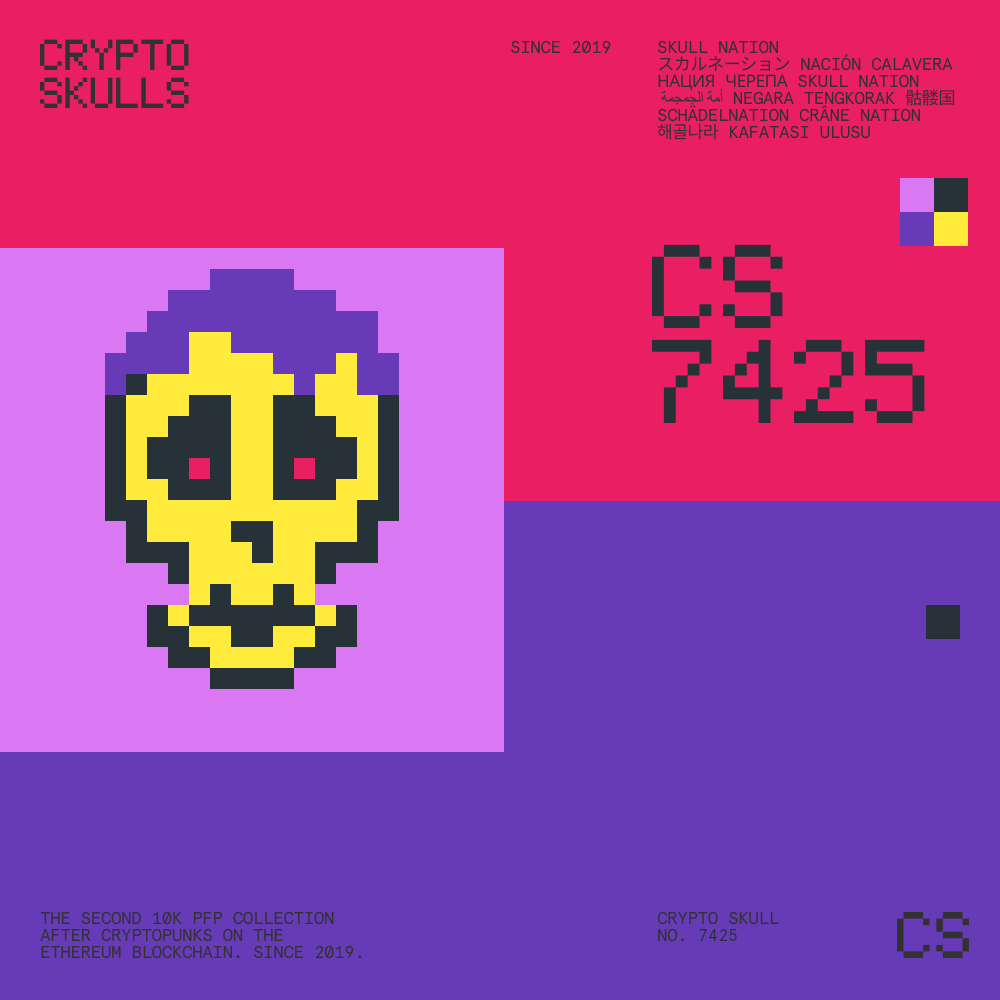 CRYPTO
SKULLS
SINCE 2019
SKULL NATION
スカルネーション NACIÓN CALAVERA
НАЦИЯ ЧЕРЕПА SKULL NATION
أمة الجمجمة NEGARA TENGKORAK 骷髅国
SCHÄDELNATION CRÂNE NATION
해골나라 KAFATASI ULUSU
CS
7425
THE SECOND 10K PFP COLLECTION
AFTER CRYPTOPUNKS ON THE
ETHEREUM BLOCKCHAIN. SINCE 2019.
CRYPTO SKULL
NO. 7425
CS